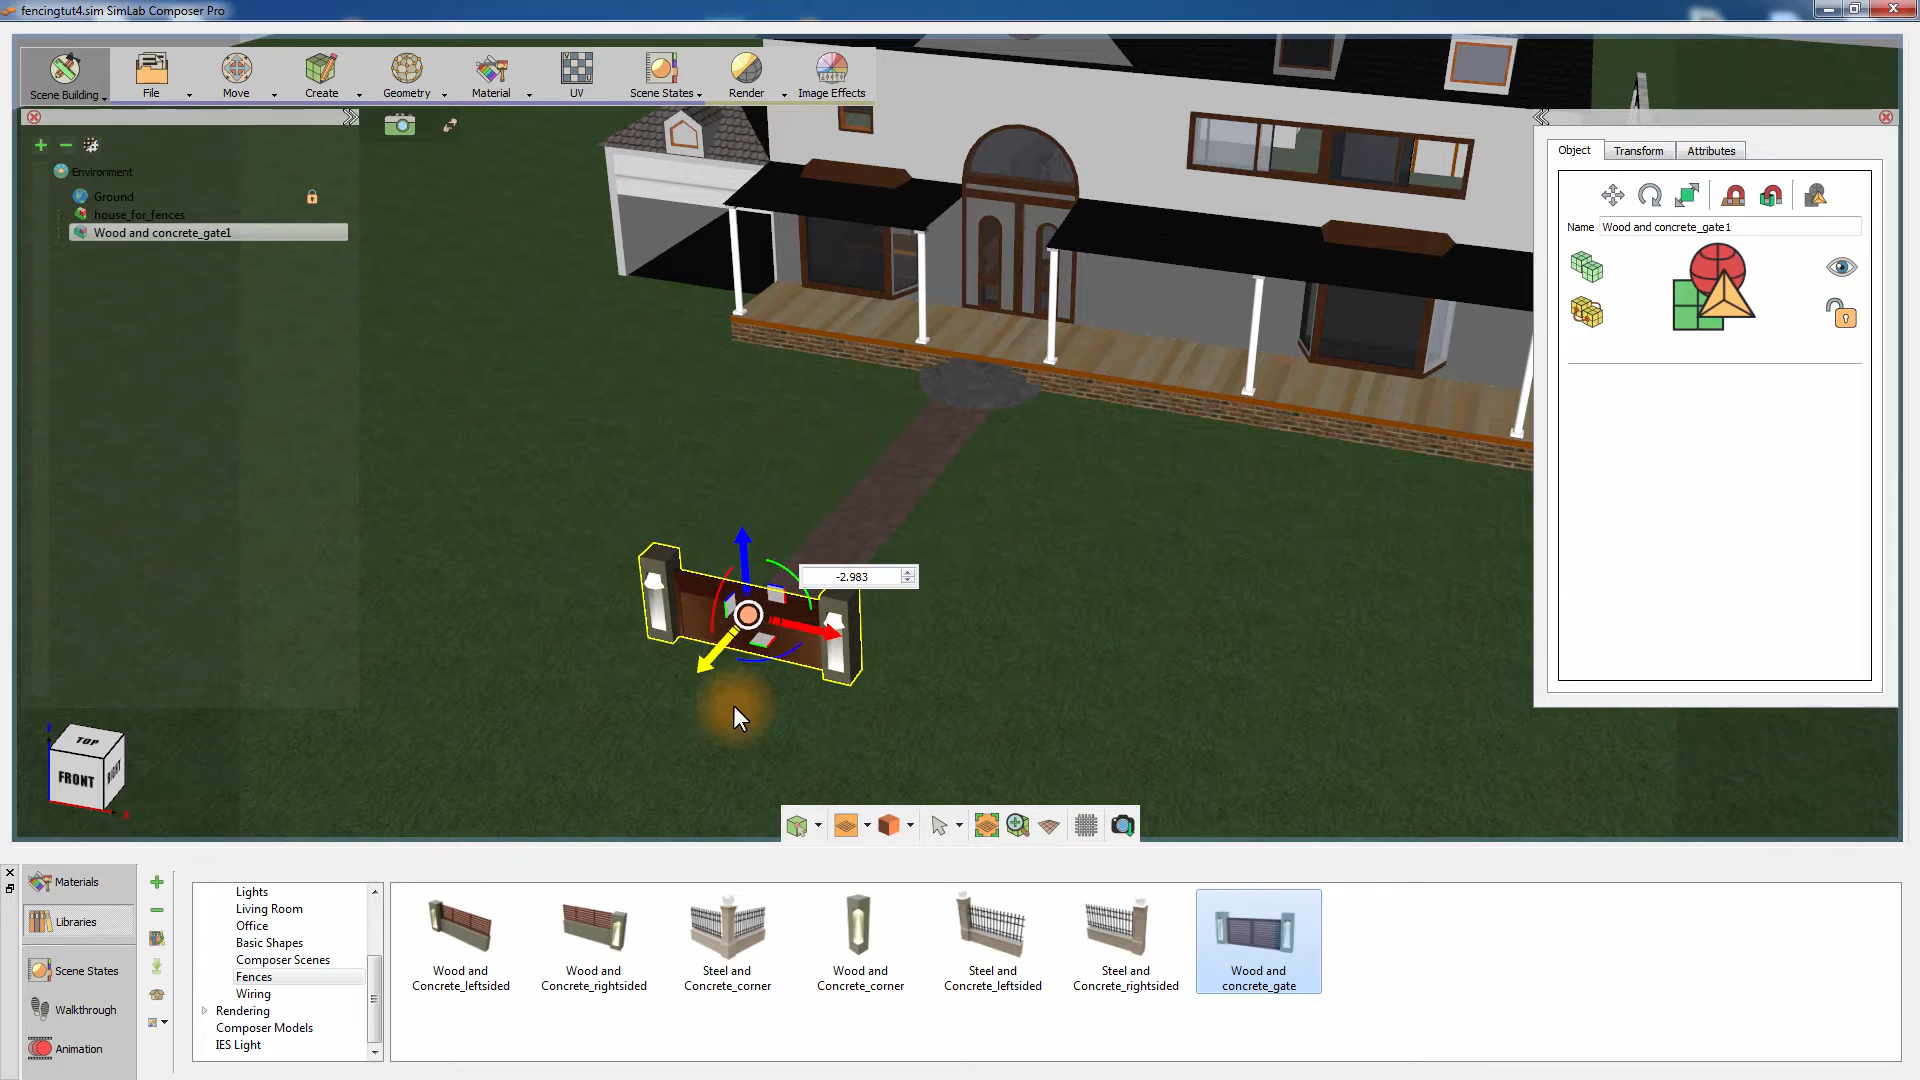 fencingtut4.sim SimLab Composer Pro
Scene Building
File
Move
Create
Geometry
Material
UV
Scene States
Render
Image Effects
Environment
Ground
house_for_fences
Wood and concrete_gate1
Object
Transform
Attributes
Name
Wood and concrete_gate1
-2.983
TOP
FRONT
RIGHT
Materials
Libraries
Scene States
Walkthrough
Animation
Lights
Living Room
Office
Basic Shapes
Composer Scenes
Fences
Wiring
Rendering
Composer Models
IES Light
Wood and
Concrete_leftsided
Wood and
Concrete_rightsided
Steel and
Concrete_corner
Wood and
Concrete_corner
Steel and
Concrete_leftsided
Steel and
Concrete_rightsided
Wood and
concrete_gate